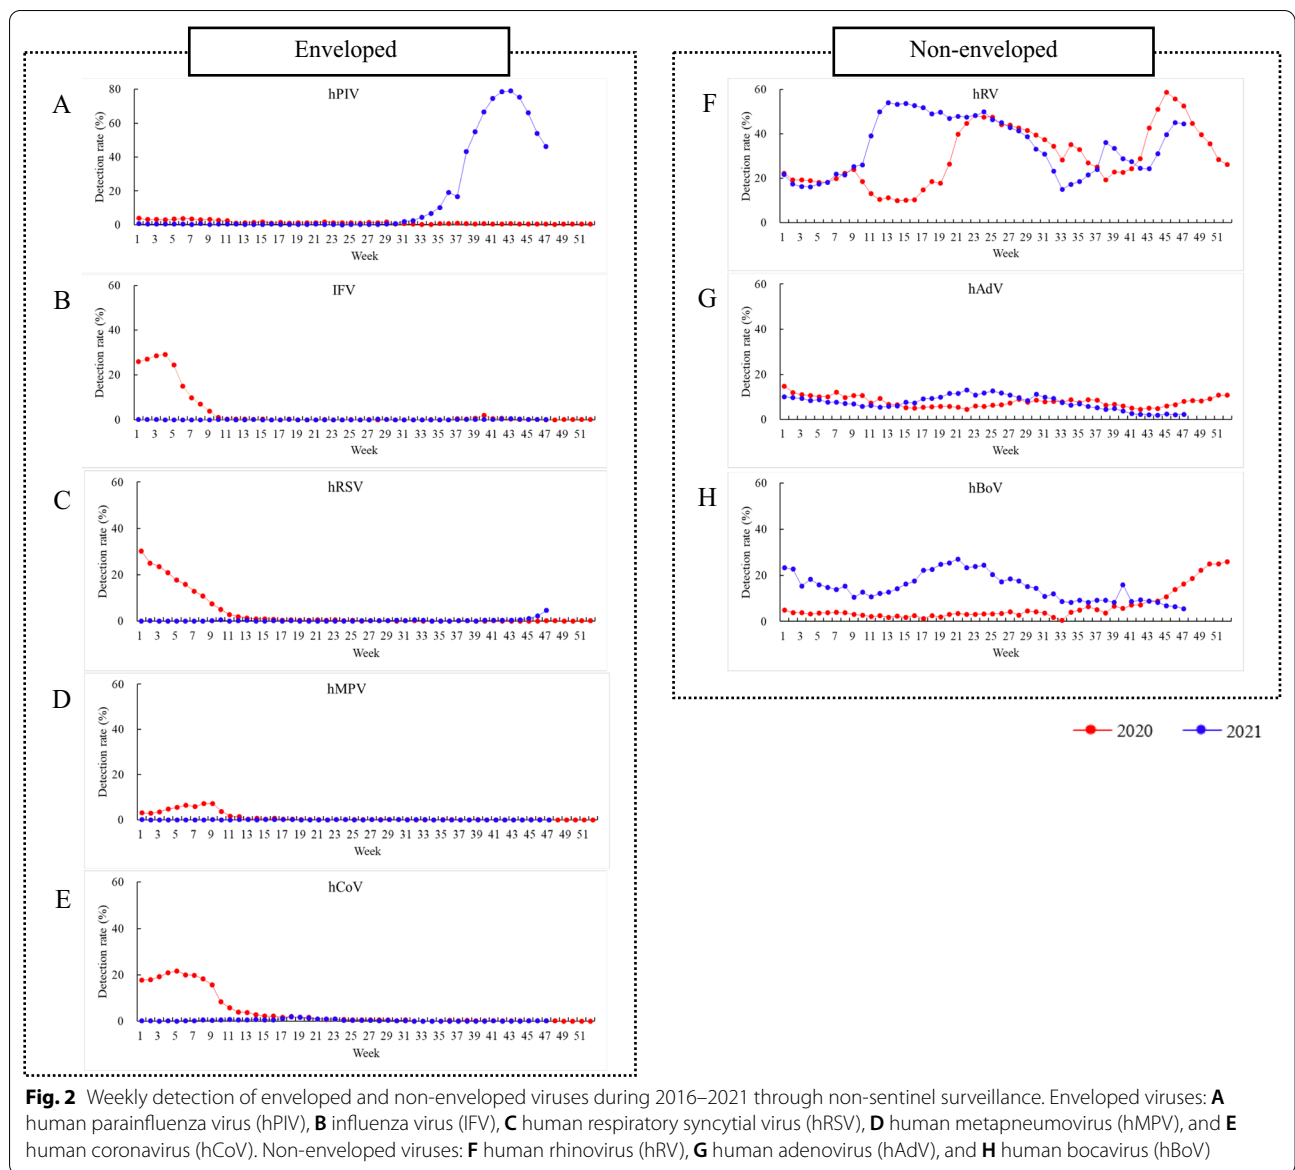 Enveloped
A
hPIV
Detection rate (%)
80
60
40
20
0
1 3 5 7 9 11 13 15 17 19 21 23 25 27 29 31 33 35 37 39 41 43 45 47 49 51
Week
B
IFV
Detection rate (%)
60
40
20
0
1 3 5 7 9 11 13 15 17 19 21 23 25 27 29 31 33 35 37 39 41 43 45 47 49 51
Week
C
hRSV
Detection rate (%)
60
40
20
0
1 3 5 7 9 11 13 15 17 19 21 23 25 27 29 31 33 35 37 39 41 43 45 47 49 51
Week
D
hMPV
Detection rate (%)
60
40
20
0
1 3 5 7 9 11 13 15 17 19 21 23 25 27 29 31 33 35 37 39 41 43 45 47 49 51
Week
E
hCoV
Detection rate (%)
60
40
20
0
1 3 5 7 9 11 13 15 17 19 21 23 25 27 29 31 33 35 37 39 41 43 45 47 49 51
Week
Non-enveloped
F
hRV
Detection rate (%)
60
40
20
0
1 3 5 7 9 11 13 15 17 19 21 23 25 27 29 31 33 35 37 39 41 43 45 47 49 51
Week
G
hAdV
Detection rate (%)
60
40
20
0
1 3 5 7 9 11 13 15 17 19 21 23 25 27 29 31 33 35 37 39 41 43 45 47 49 51
Week
H
hBoV
Detection rate (%)
60
40
20
0
1 3 5 7 9 11 13 15 17 19 21 23 25 27 29 31 33 35 37 39 41 43 45 47 49 51
Week
2020 2021
Fig. 2 Weekly detection of enveloped and non-enveloped viruses during 2016–2021 through non-sentinel surveillance. Enveloped viruses: A
human parainfluenza virus (hPIV), B influenza virus (IFV), C human respiratory syncytial virus (hRSV), D human metapneumovirus (hMPV), and E
human coronavirus (hCoV). Non-enveloped viruses: F human rhinovirus (hRV), G human adenovirus (hAdV), and H human bocavirus (hBoV)